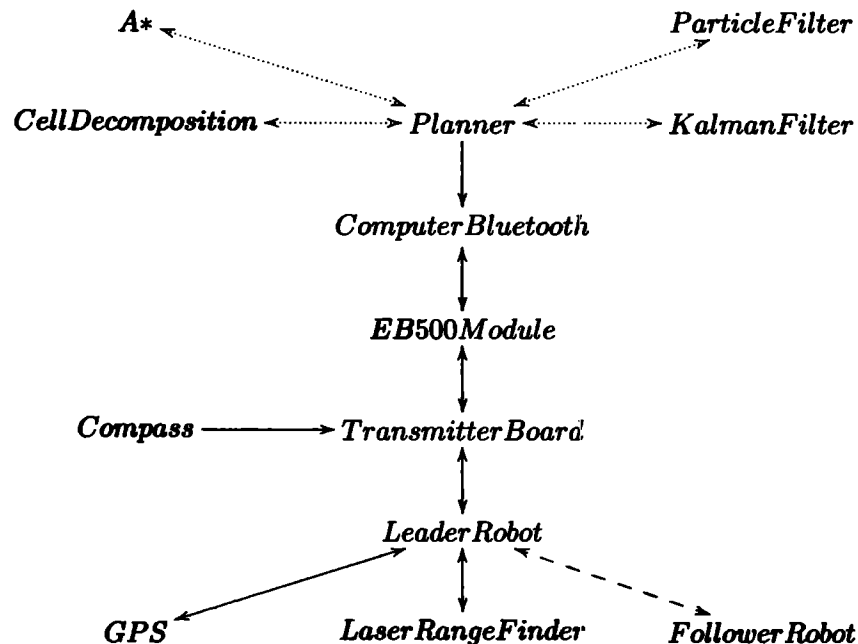 A* ParticleFilter
CellDecomposition Planner KalmanFilter
ComputerBluetooth
EB500Module
Compass TransmitterBoard
LeaderRobot
GPS LaserRangeFinder FollowerRobot